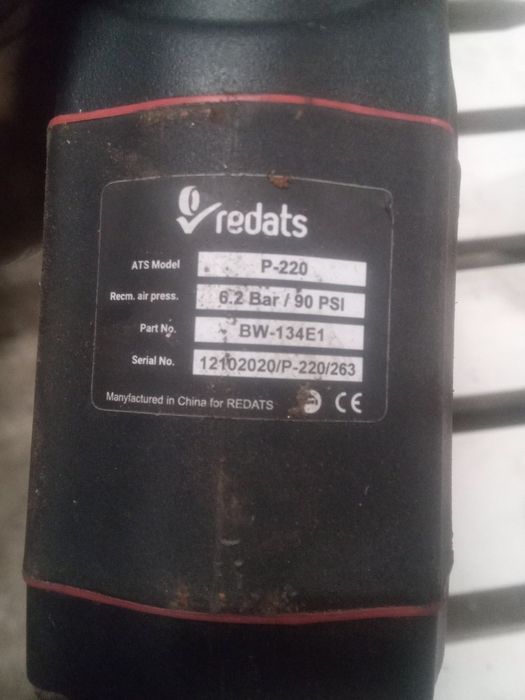 redats
ATS Model P-220
Recm. air press. 6.2 Bar / 90 PSI
Part No. BW-134E1
Serial No. 12102020/P-220/263
Manyfactured in China for REDATS CE